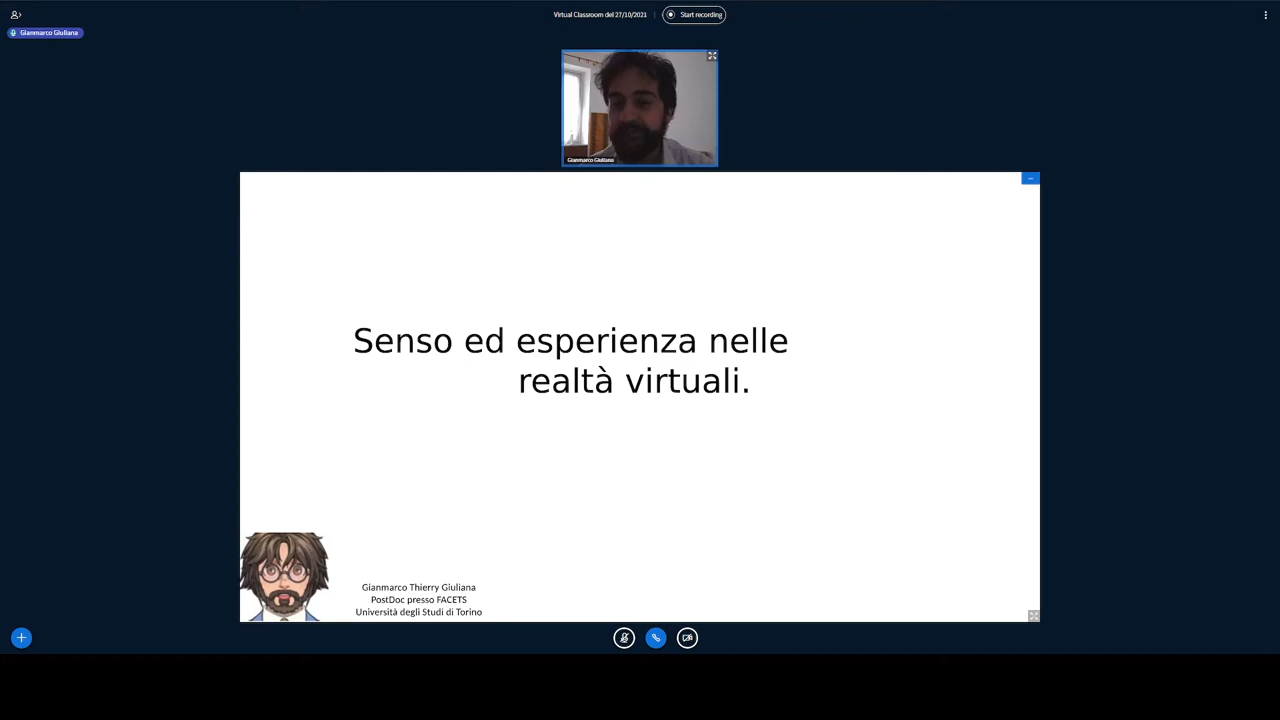 Virtual Classroom del 27/10/2021
Start recording
Gianmarco Giuliana
Gianmarco Giuliana
Senso ed esperienza nelle
realtà virtuali.
Gianmarco Thierry Giuliana
PostDoc presso FACETS
Università degli Studi di Torino